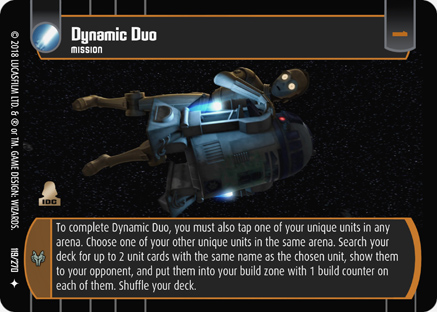 Dynamic Duo
MISSION
© 2018 LUCASFILM LTD. & ® or TM. GAME DESIGN: WIZARDS.
IDC
To complete Dynamic Duo, you must also tap one of your unique units in any
arena. Choose one of your other unique units in the same arena. Search your
deck for up to 2 unit cards with the same name as the chosen unit, show them
to your opponent, and put them into your build zone with 1 build counter on
each of them. Shuffle your deck.